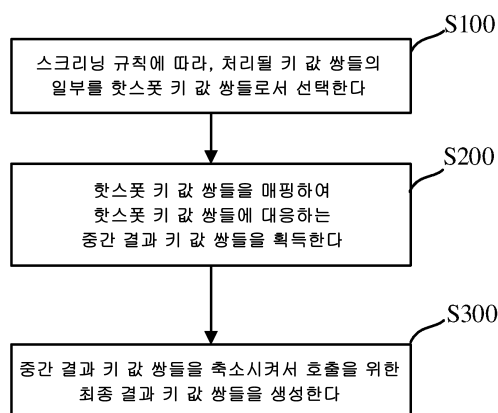 S100
스크리닝 규칙에 따라, 처리될 키 값 쌍들의
일부를 핫스폿 키 값 쌍들로서 선택한다
S200
핫스폿 키 값 쌍들을 매핑하여
핫스폿 키 값 쌍들에 대응하는
중간 결과 키 값 쌍들을 획득한다
S300
중간 결과 키 값 쌍들을 축소시켜서 호출을 위한
최종 결과 키 값 쌍들을 생성한다